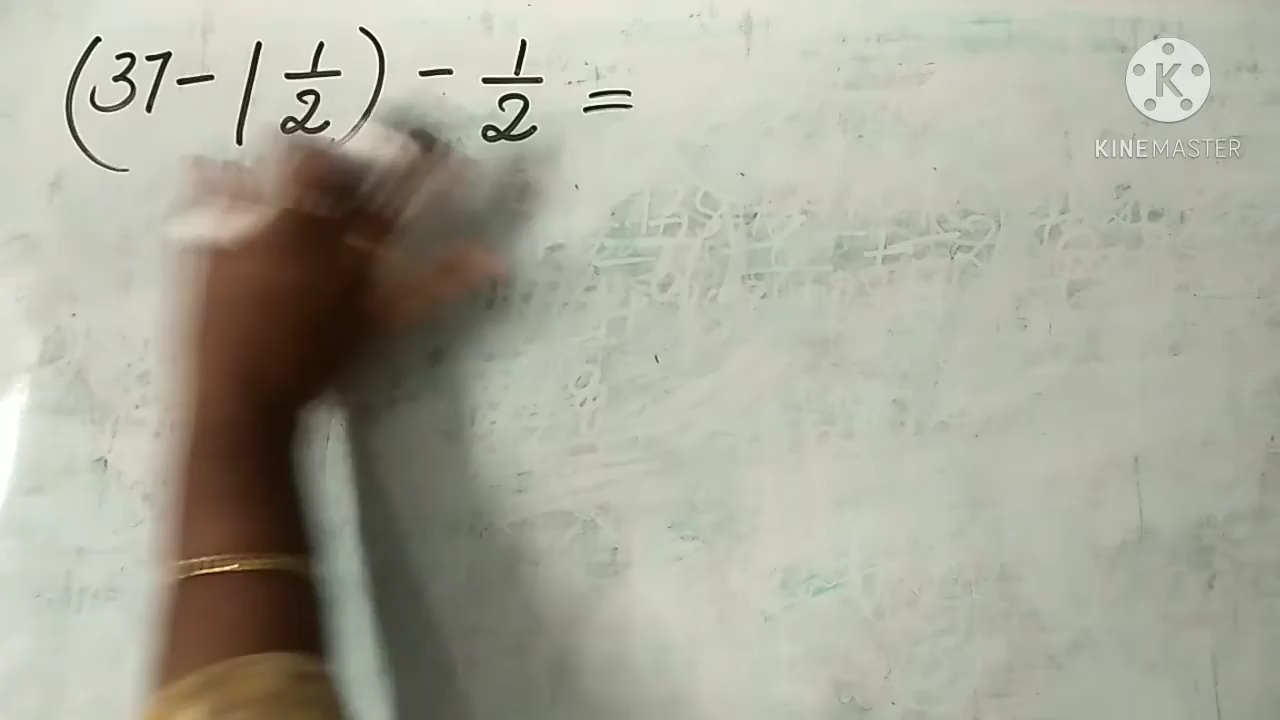 (37 - 1 1/2) - 1/2 =
K
KINEMASTER